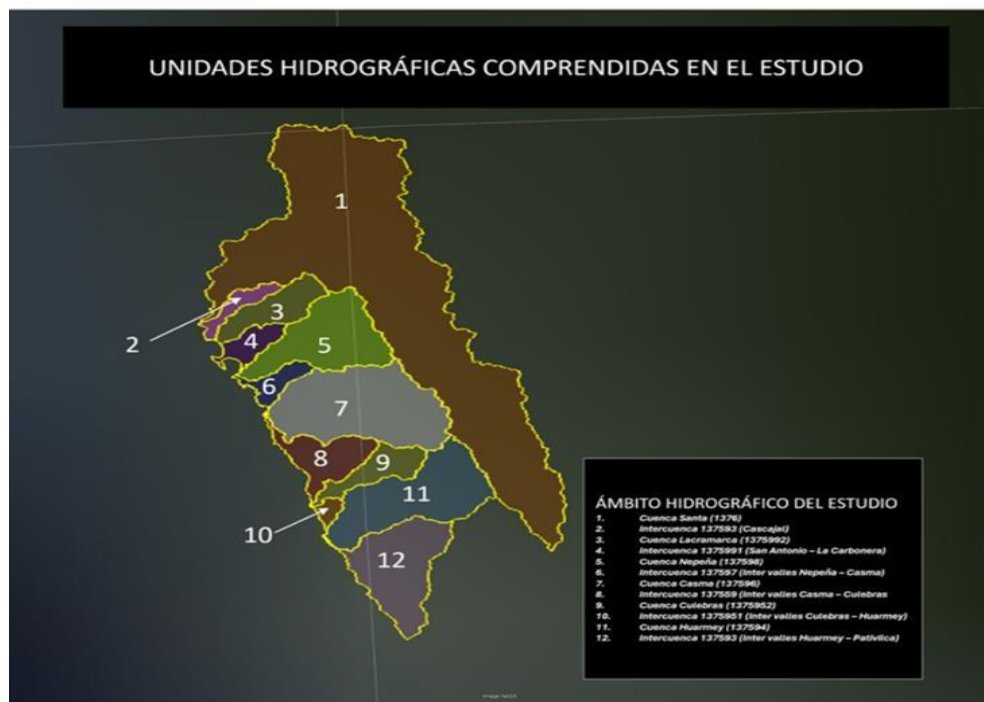 UNIDADES HIDROGRÁFICAS COMPRENDIDAS EN EL ESTUDIO
1
2
3
4
5
6
7
8
9
10
11
12
ÁMBITO HIDROGRÁFICO DEL ESTUDIO
1. Cuenca Santa (1376)
2. Intercuenca 137593 (Cascajal)
3. Cuenca Lacramarca (1375992)
4. Intercuenca 1375991 (San Antonio – La Carbonera)
5. Cuenca Nepeña (137598)
6. Intercuenca 137597 (Inter valles Nepeña – Casma)
7. Cuenca Casma (137596)
8. Intercuenca 137559 (Inter valles Casma – Culebras
9. Cuenca Culebras (1375952)
10. Intercuenca 1375951 (Inter valles Culebras – Huarmey)
11. Cuenca Huarmey (137594)
12. Intercuenca 137593 (Inter valles Huarmey – Pativilca)